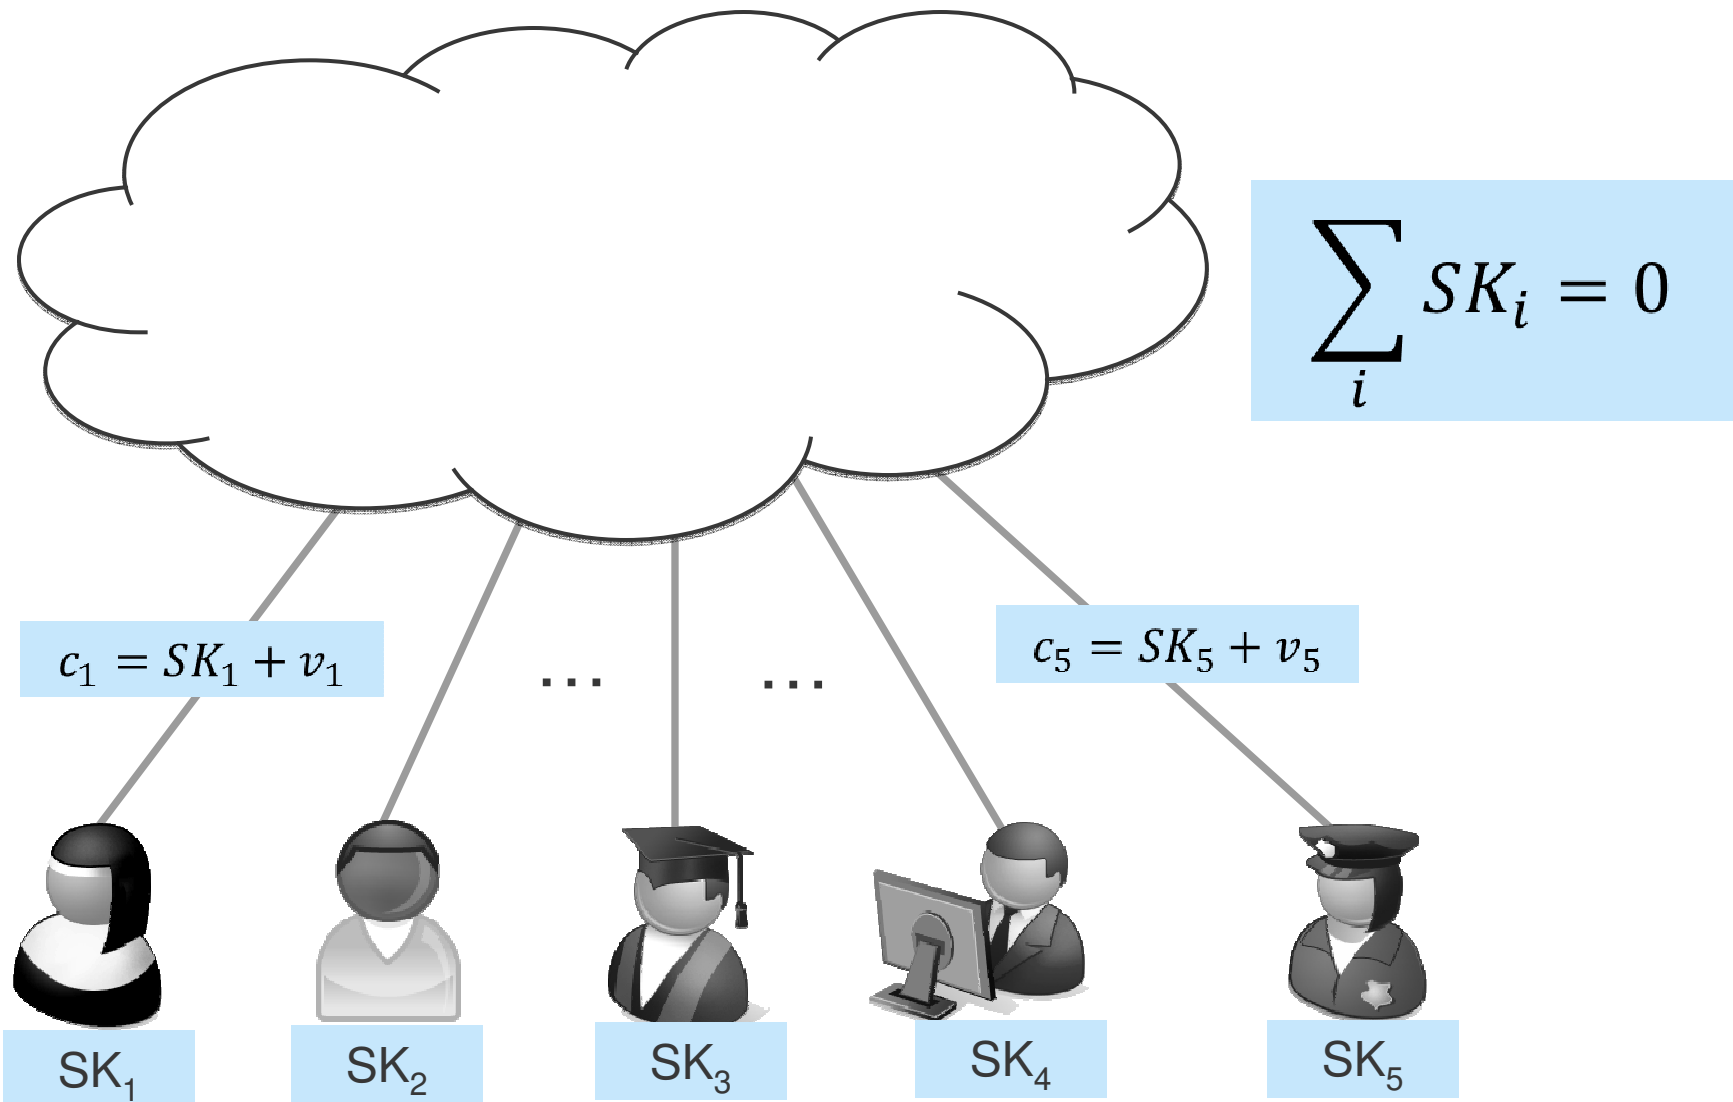 ∑ᵢ SKᵢ = 0
c₁ = SK₁ + v₁
c₅ = SK₅ + v₅
... ...
SK₁ SK₂ SK₃ SK₄ SK₅